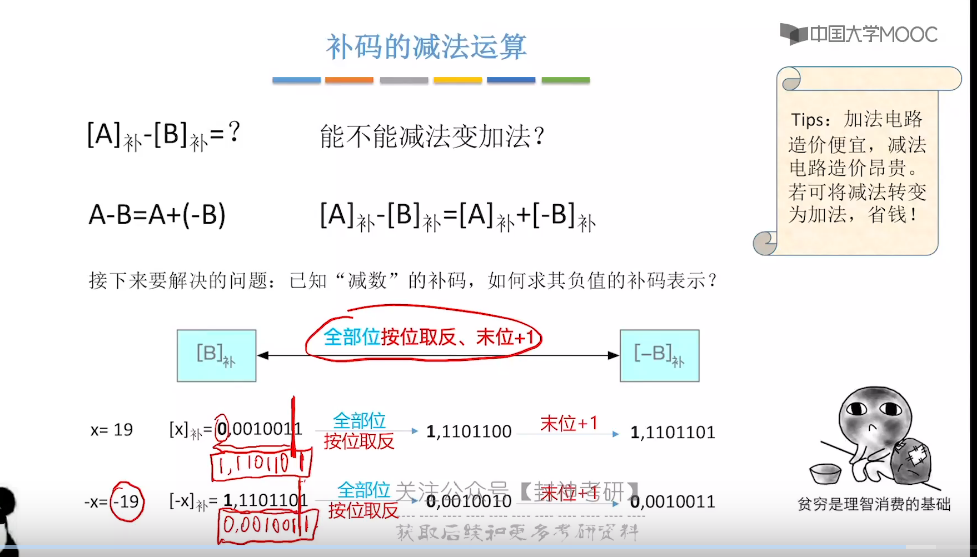 补码的减法运算
中国大学MOOC
[A]补-[B]补=？ 能不能减法变加法？
Tips：加法电路
造价便宜，减法
电路造价昂贵。
若可将减法转变
为加法，省钱！
A-B=A+(-B) [A]补-[B]补=[A]补+[-B]补
接下来要解决的问题：已知“减数”的补码，如何求其负值的补码表示？
全部位按位取反、末位+1
[B]补 [-B]补
x= 19 [x]补= 0,0010011 全部位 按位取反 1,1101100 末位+1 1,1101101
1,1101101
-x= -19 [-x]补= 1,1101101 全部位 按位取反 0,0010010 末位+1 0,0010011
0,0010011
关注公众号【
考研】
获取后续和更多考研资料
贫穷是理智消费的基础